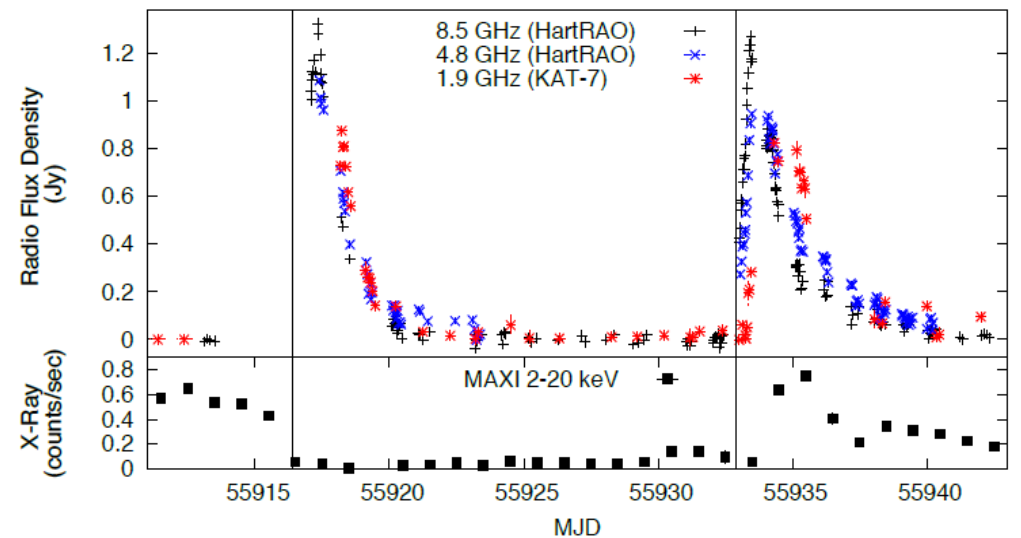 8.5 GHz (HartRAO)
4.8 GHz (HartRAO)
1.9 GHz (KAT-7)
Radio Flux Density
(Jy)
1.2
1
0.8
0.6
0.4
0.2
0
MAXI 2-20 keV
X-Ray
(counts/sec)
0.8
0.6
0.4
0.2
0
55915 55920 55925 55930 55935 55940
MJD